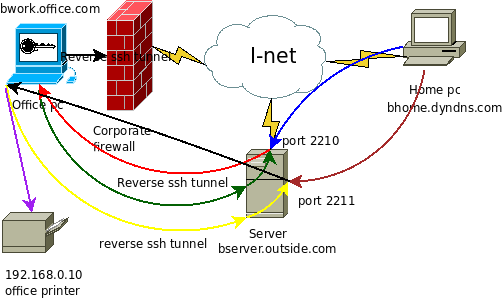 bwork.office.com
Reverse ssh tunnel
I-net
Office pc
Home pc
bhome.dyndns.com
Corporate
firewall
port 2210
Reverse ssh tunnel
port 2211
Server
reverse ssh tunnel
bserver.outside.com
192.168.0.10
office printer